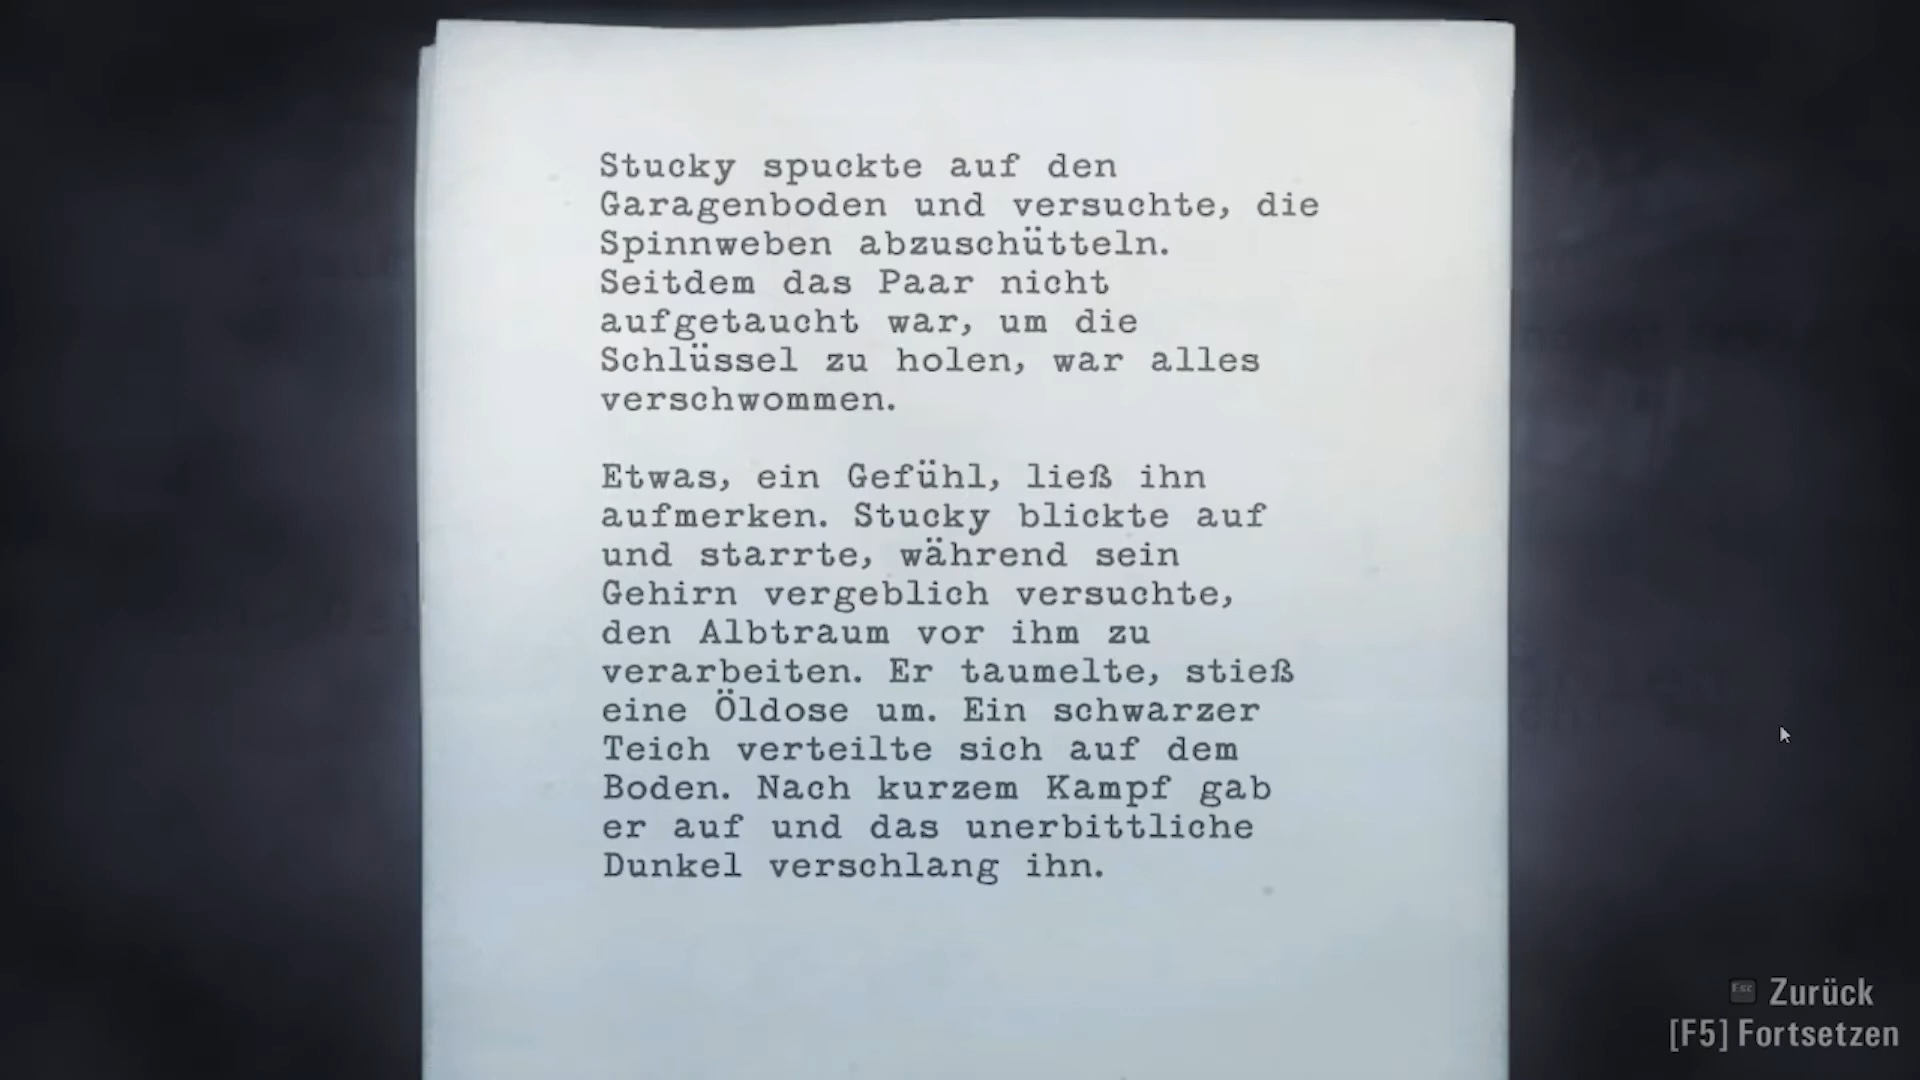 Stucky spuckte auf den
Garagenboden und versuchte, die
Spinnweben abzuschütteln.
Seitdem das Paar nicht
aufgetaucht war, um die
Schlüssel zu holen, war alles
verschwommen.
Etwas, ein Gefühl, ließ ihn
aufmerken. Stucky blickte auf
und starrte, während sein
Gehirn vergeblich versuchte,
den Albtraum vor ihm zu
verarbeiten. Er taumelte, stieß
eine Öldose um. Ein schwarzer
Teich verteilte sich auf dem
Boden. Nach kurzem Kampf gab
er auf und das unerbittliche
Dunkel verschlang ihn.
Esc Zurück
[F5] Fortsetzen